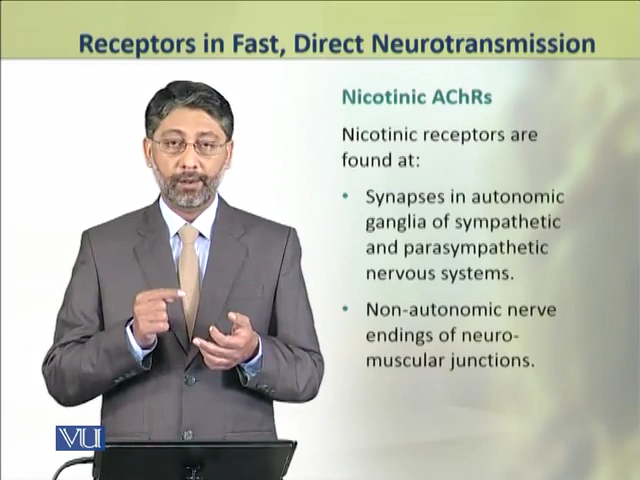 Receptors in Fast, Direct Neurotransmission
Nicotinic AChRs
Nicotinic receptors are
found at:
• Synapses in autonomic
ganglia of sympathetic
and parasympathetic
nervous systems.
• Non-autonomic nerve
endings of neuro-
muscular junctions.
VU